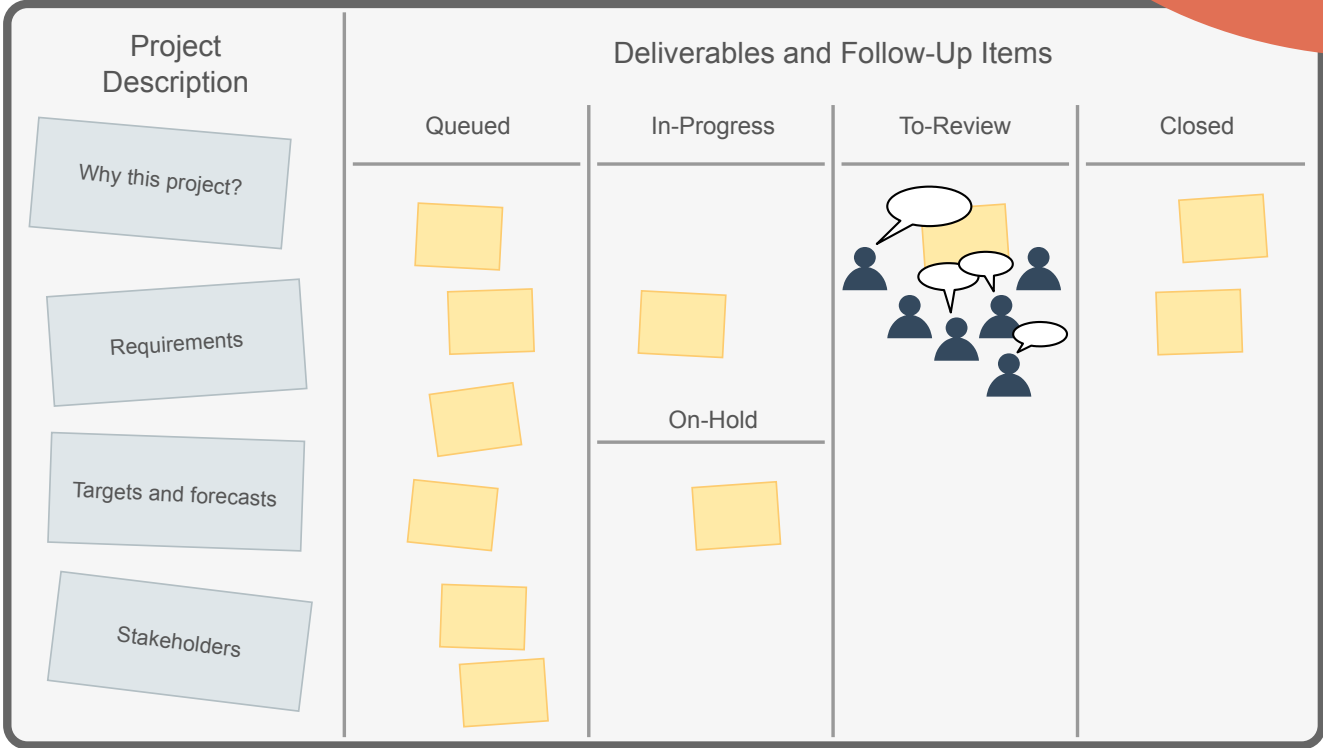 Project
Description
Why this project?
Requirements
Targets and forecasts
Stakeholders
Deliverables and Follow-Up Items
Queued
In-Progress
On-Hold
To-Review
Closed